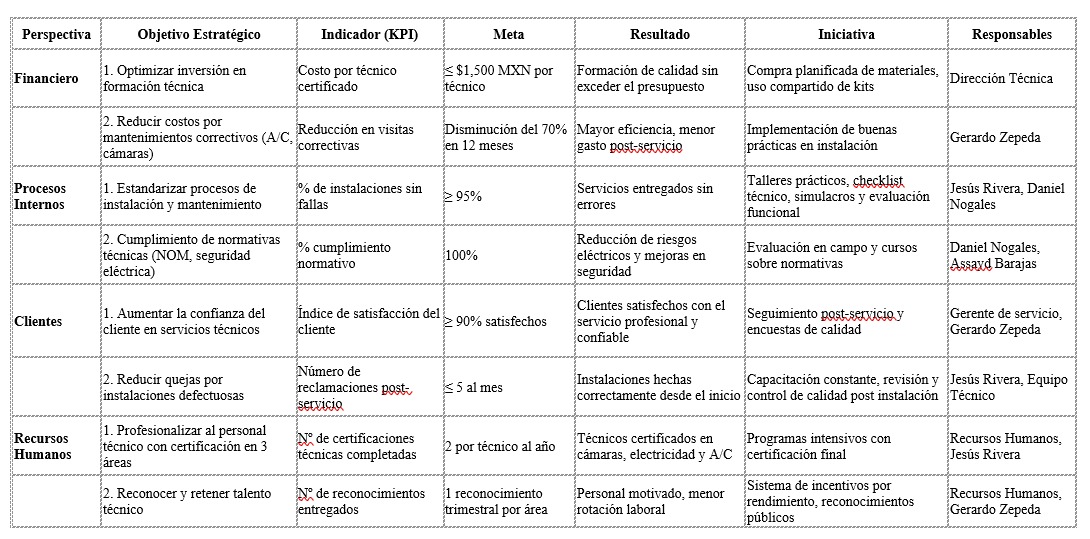 Perspectiva Objetivo Estratégico Indicador (KPI) Meta Resultado Iniciativa Responsables
Financiero
1. Optimizar inversión en
formación técnica
Costo por técnico
certificado
≤ $1,500 MXN por
técnico
Formación de calidad sin
exceder el presupuesto
Compra planificada de materiales,
uso compartido de kits
Dirección Técnica
2. Reducir costos por
mantenimientos correctivos (A/C,
cámaras)
Reducción en visitas
correctivas
Disminución del 70%
en 12 meses
Mayor eficiencia, menor
gasto post-servicio
Implementación de buenas
prácticas en instalación
Gerardo Zepeda
Procesos
Internos
1. Estandarizar procesos de
instalación y mantenimiento
% de instalaciones sin
fallas
≥ 95%
Servicios entregados sin
errores
Talleres prácticos, checklist
técnico, simulacros y evaluación
funcional
Jesús Rivera, Daniel
Nogales
2. Cumplimiento de normativas
técnicas (NOM, seguridad
eléctrica)
% cumplimiento
normativo
100%
Reducción de riesgos
eléctricos y mejoras en
seguridad
Evaluación en campo y cursos
sobre normativas
Daniel Nogales,
Assayd Barajas
Clientes
1. Aumentar la confianza del
cliente en servicios técnicos
Índice de satisfacción del
cliente
≥ 90% satisfechos
Clientes satisfechos con el
servicio profesional y
confiable
Seguimiento post-servicio y
encuestas de calidad
Gerente de servicio,
Gerardo Zepeda
2. Reducir quejas por
instalaciones defectuosas
Número de
reclamaciones post-
servicio
≤ 5 al mes
Instalaciones hechas
correctamente desde el inicio
Capacitación constante, revisión y
control de calidad post instalación
Jesús Rivera, Equipo
Técnico
Recursos
Humanos
1. Profesionalizar al personal
técnico con certificación en 3
áreas
N° de certificaciones
técnicas completadas
2 por técnico al año
Técnicos certificados en
cámaras, electricidad y A/C
Programas intensivos con
certificación final
Recursos Humanos,
Jesús Rivera
2. Reconocer y retener talento
técnico
N° de reconocimientos
entregados
1 reconocimiento
trimestral por área
Personal motivado, menor
rotación laboral
Sistema de incentivos por
rendimiento, reconocimientos
públicos
Recursos Humanos,
Gerardo Zepeda